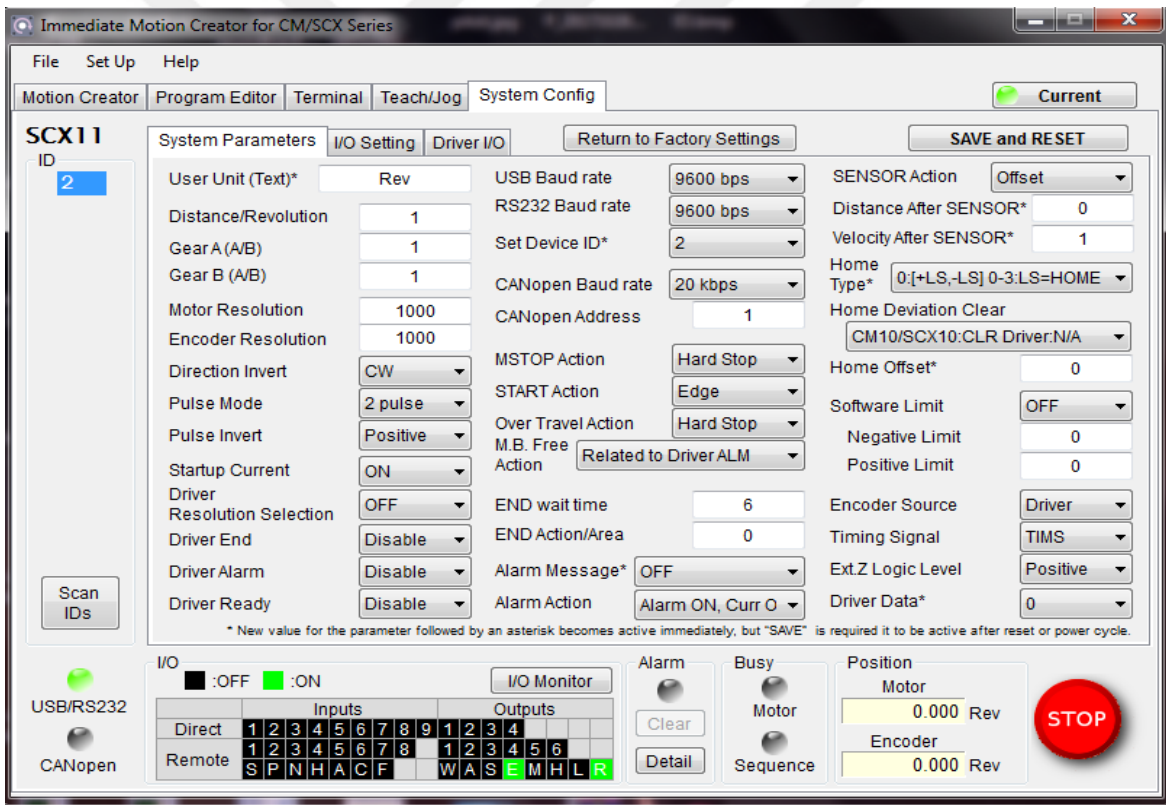 Immediate Motion Creator for CM/SCX Series
File Set Up Help
Motion Creator Program Editor Terminal Teach/Jog System Config Current
SCX11
ID
2
System Parameters I/O Setting Driver I/O Return to Factory Settings SAVE and RESET
User Unit (Text)* Rev
Distance/Revolution 1
Gear A (A/B) 1
Gear B (A/B) 1
Motor Resolution 1000
Encoder Resolution 1000
Direction Invert CW
Pulse Mode 2 pulse
Pulse Invert Positive
Startup Current ON
Driver
Resolution Selection OFF
Driver End Disable
Driver Alarm Disable
Driver Ready Disable
USB Baud rate 9600 bps
RS232 Baud rate 9600 bps
Set Device ID* 2
CANopen Baud rate 20 kbps
CANopen Address 1
MSTOP Action Hard Stop
START Action Edge
Over Travel Action Hard Stop
M.B. Free
Action Related to Driver ALM
END wait time 6
END Action/Area 0
Alarm Message* OFF
Alarm Action Alarm ON, Curr O
SENSOR Action Offset
Distance After SENSOR* 0
Velocity After SENSOR* 1
Home
Type* 0:[+LS,-LS] 0-3:LS=HOME
Home Deviation Clear
CM10/SCX10:CLR Driver:N/A
Home Offset* 0
Software Limit OFF
Negative Limit 0
Positive Limit 0
Encoder Source Driver
Timing Signal TIMS
Ext.Z Logic Level Positive
Driver Data* 0
* New value for the parameter followed by an asterisk becomes active immediately, but "SAVE" is required it to be active after reset or power cycle.
Scan
IDs
USB/RS232
CANopen
I/O
:OFF :ON I/O Monitor
Inputs Outputs
Direct 1 2 3 4 5 6 7 8 9 1 2 3 4
Remote 1 2 3 4 5 6 7 8 1 2 3 4 5 6
S P N H A C F W A S E M H L R
Alarm
Clear
Detail
Busy
Motor
Sequence
Position
Motor
0.000 Rev
Encoder
0.000 Rev
STOP